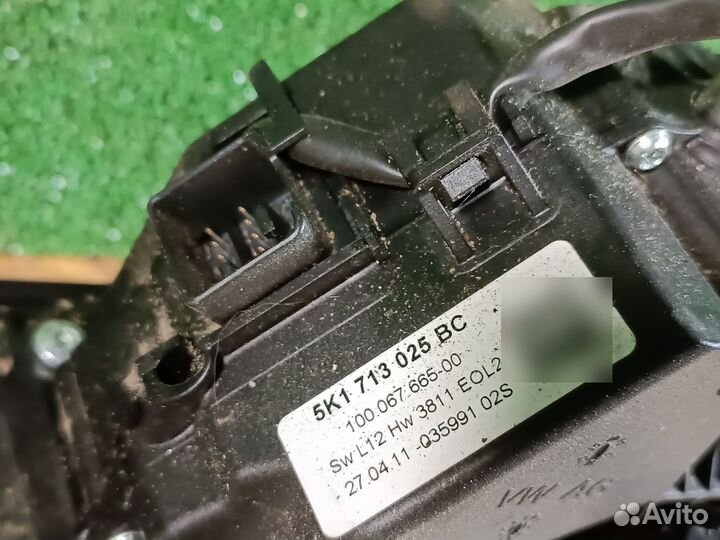 5K1 713 025 BC
100.067.665-00
Sw L12 Hw 3811 EOL2
27.04.11 -035991 02S
VW AG
Avito